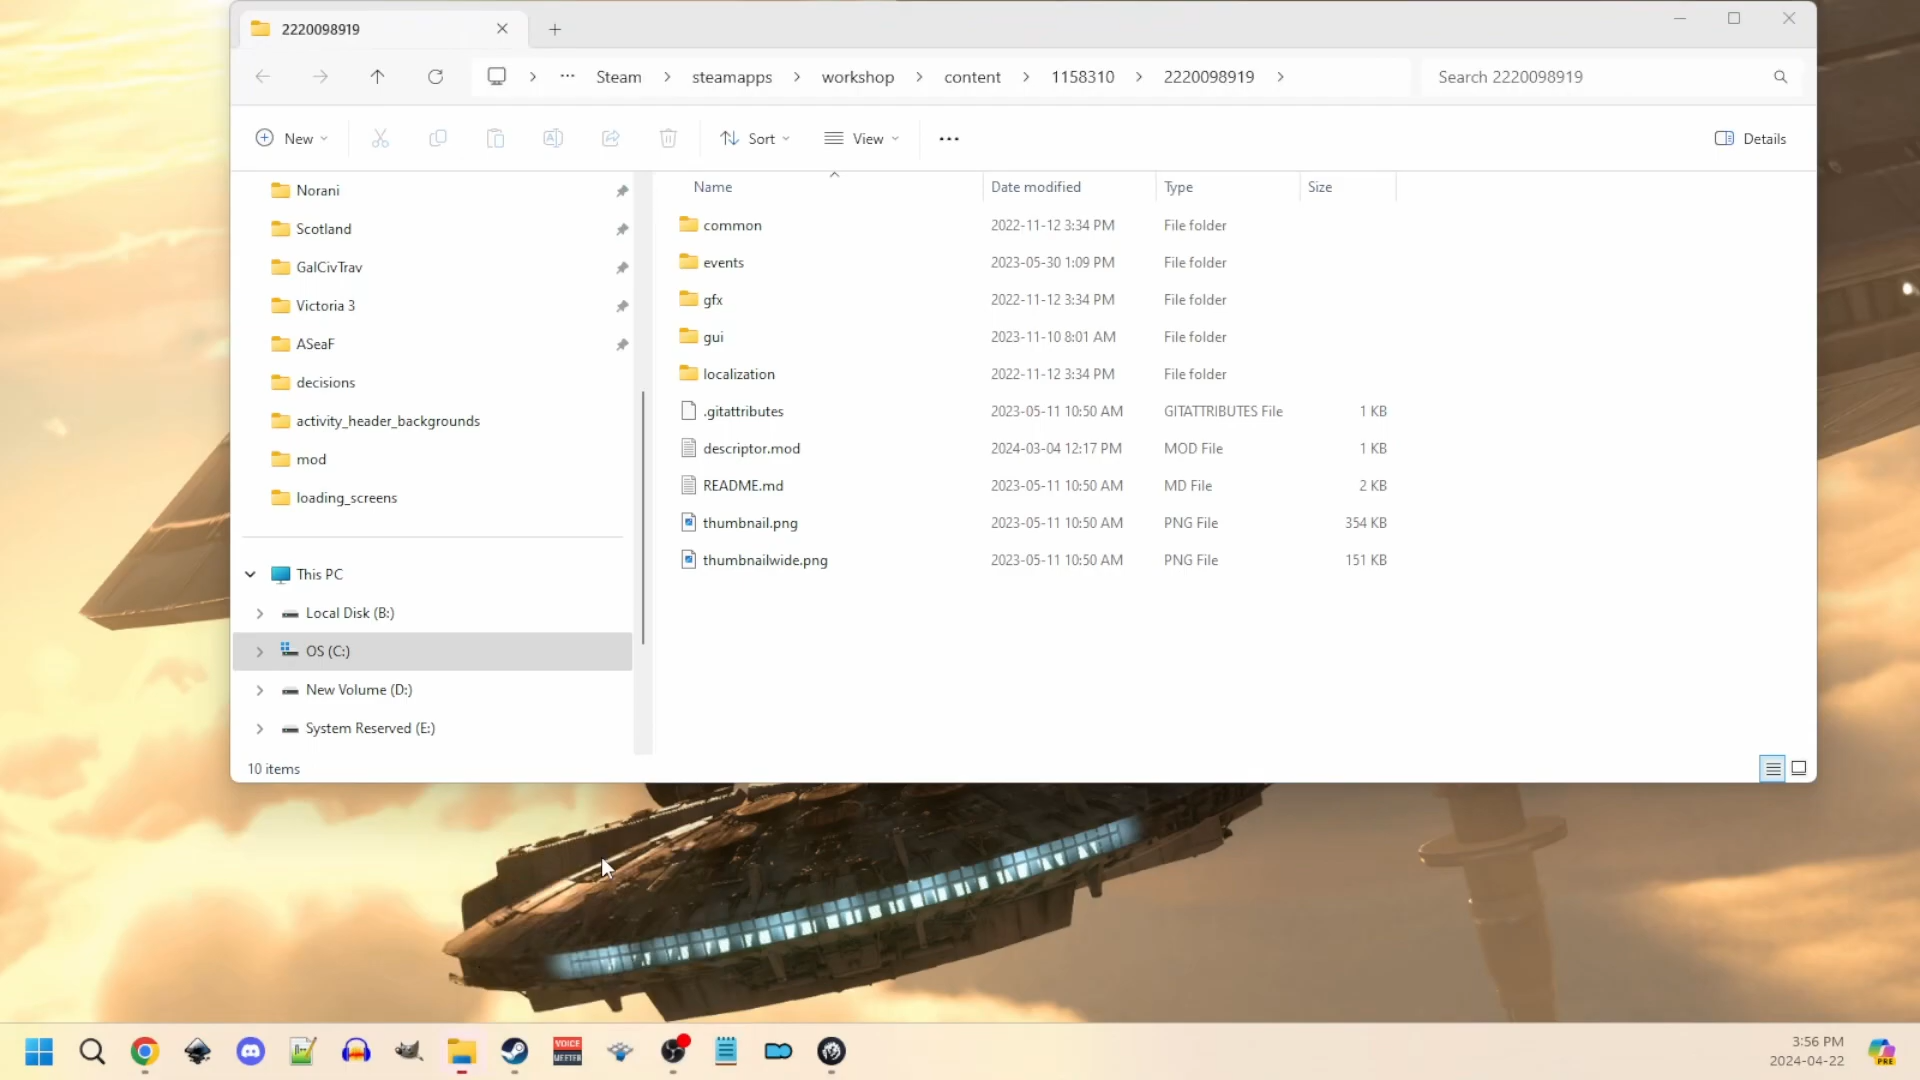 2220098919
Steam
steamapps
workshop
content
1158310
2220098919
Search 2220098919
New
Sort
View
Details
Norani
Scotland
GalCivTrav
Victoria 3
ASeaF
decisions
activity_header_backgrounds
mod
loading_screens
This PC
Local Disk (B:)
OS (C:)
New Volume (D:)
System Reserved (E:)
Name Date modified Type Size
common 2022-11-12 3:34 PM File folder
events 2023-05-30 1:09 PM File folder
gfx 2022-11-12 3:34 PM File folder
gui 2023-11-10 8:01 AM File folder
localization 2022-11-12 3:34 PM File folder
.gitattributes 2023-05-11 10:50 AM GITATTRIBUTES File 1 KB
descriptor.mod 2024-03-04 12:17 PM MOD File 1 KB
README.md 2023-05-11 10:50 AM MD File 2 KB
thumbnail.png 2023-05-11 10:50 AM PNG File 354 KB
thumbnailwide.png 2023-05-11 10:50 AM PNG File 151 KB
10 items
VOICE
MEETER
3:56 PM
2024-04-22
PRE